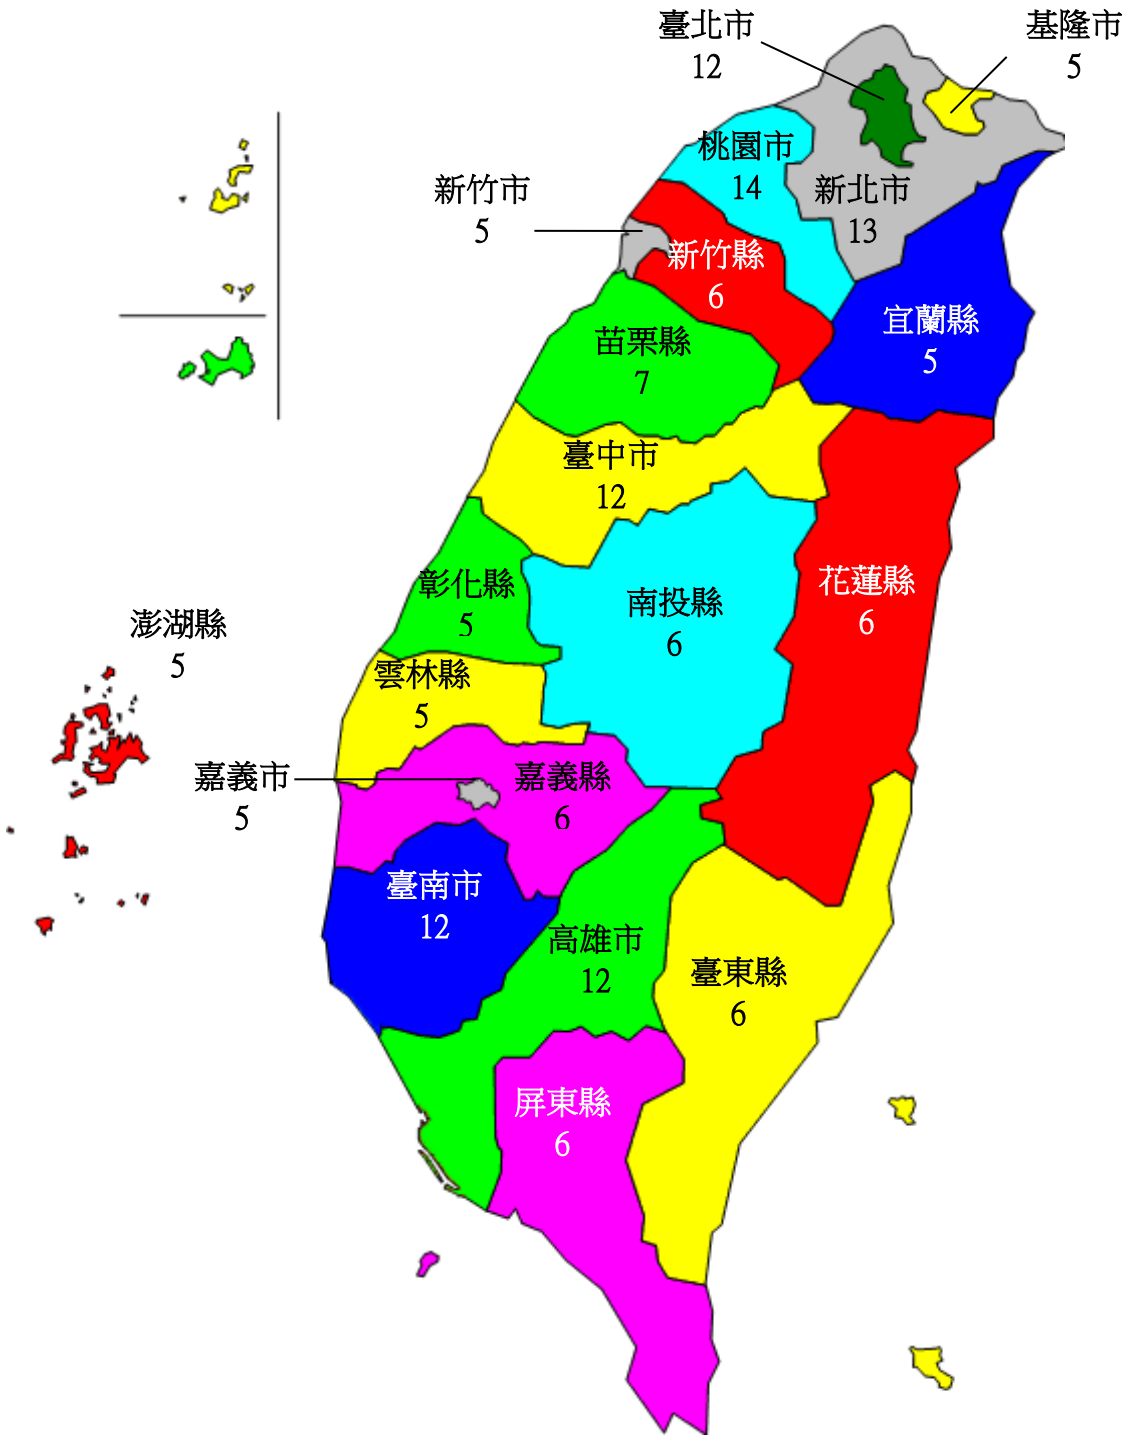 臺北市
12
基隆市
5
桃園市
14
新北市
13
新竹市
5
新竹縣
6
宜蘭縣
5
苗栗縣
7
臺中市
12
彰化縣
5
南投縣
6
花蓮縣
6
澎湖縣
5
雲林縣
5
嘉義市
5
嘉義縣
6
臺南市
12
高雄市
12
臺東縣
6
屏東縣
6